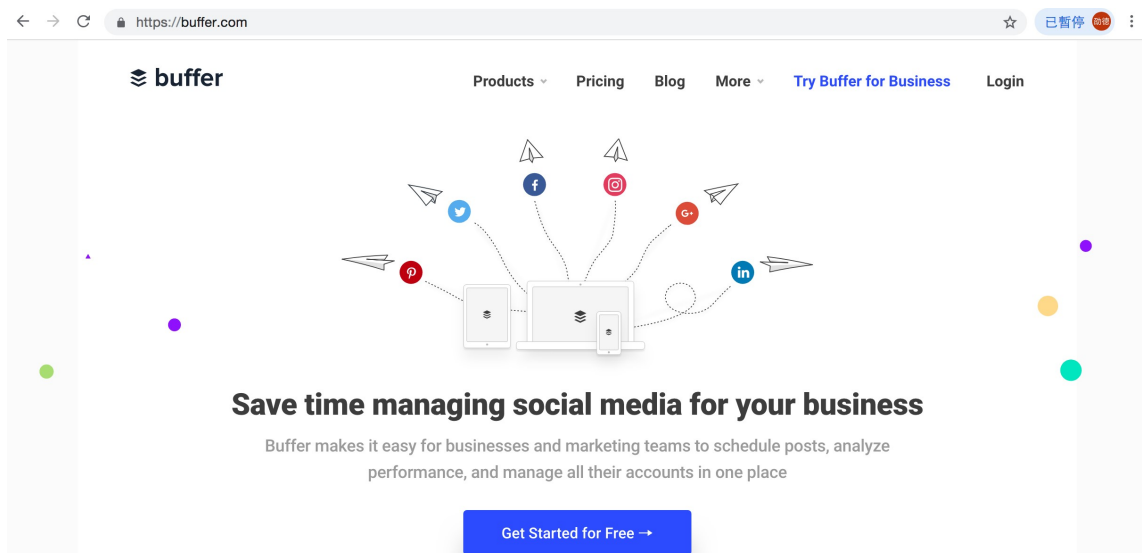 https://buffer.com
已暫停
buffer
Products
Pricing
Blog
More
Try Buffer for Business
Login
Save time managing social media for your business
Buffer makes it easy for businesses and marketing teams to schedule posts, analyze
performance, and manage all their accounts in one place
Get Started for Free →